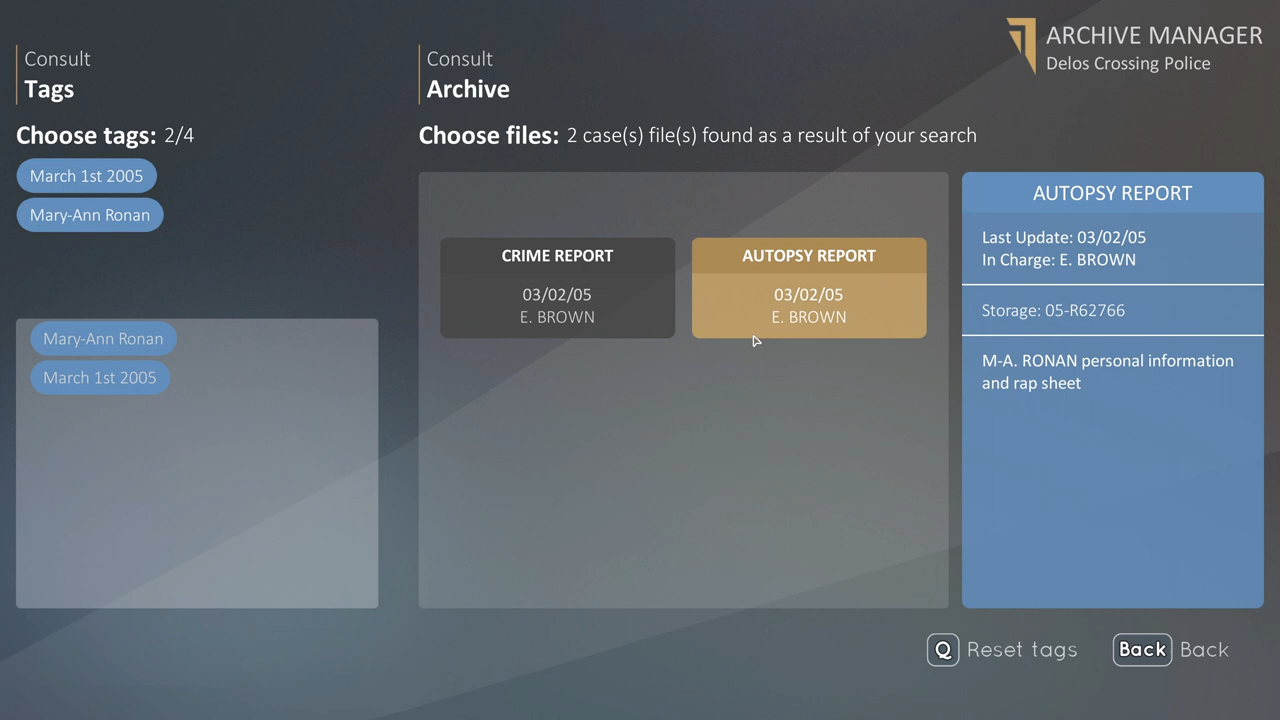 Consult
Tags
Choose tags: 2/4
March 1st 2005
Mary-Ann Ronan
Mary-Ann Ronan
March 1st 2005
Consult
Archive
Choose files: 2 case(s) file(s) found as a result of your search
CRIME REPORT
03/02/05
E. BROWN
AUTOPSY REPORT
03/02/05
E. BROWN
ARCHIVE MANAGER
Delos Crossing Police
AUTOPSY REPORT
Last Update: 03/02/05
In Charge: E. BROWN
Storage: 05-R62766
M-A. RONAN personal information
and rap sheet
Q Reset tags
Back Back